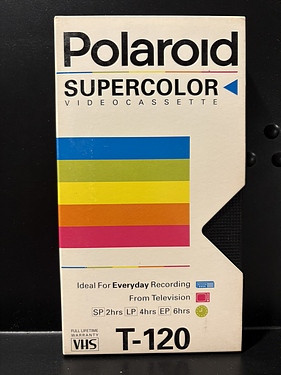 Polaroid
SUPERCOLOR
VIDEOCASSETTE
Ideal For Everyday Recording
From Television
SP 2hrs LP 4hrs EP 6hrs
FULL LIFETIME
WARRANTY
VHS T-120